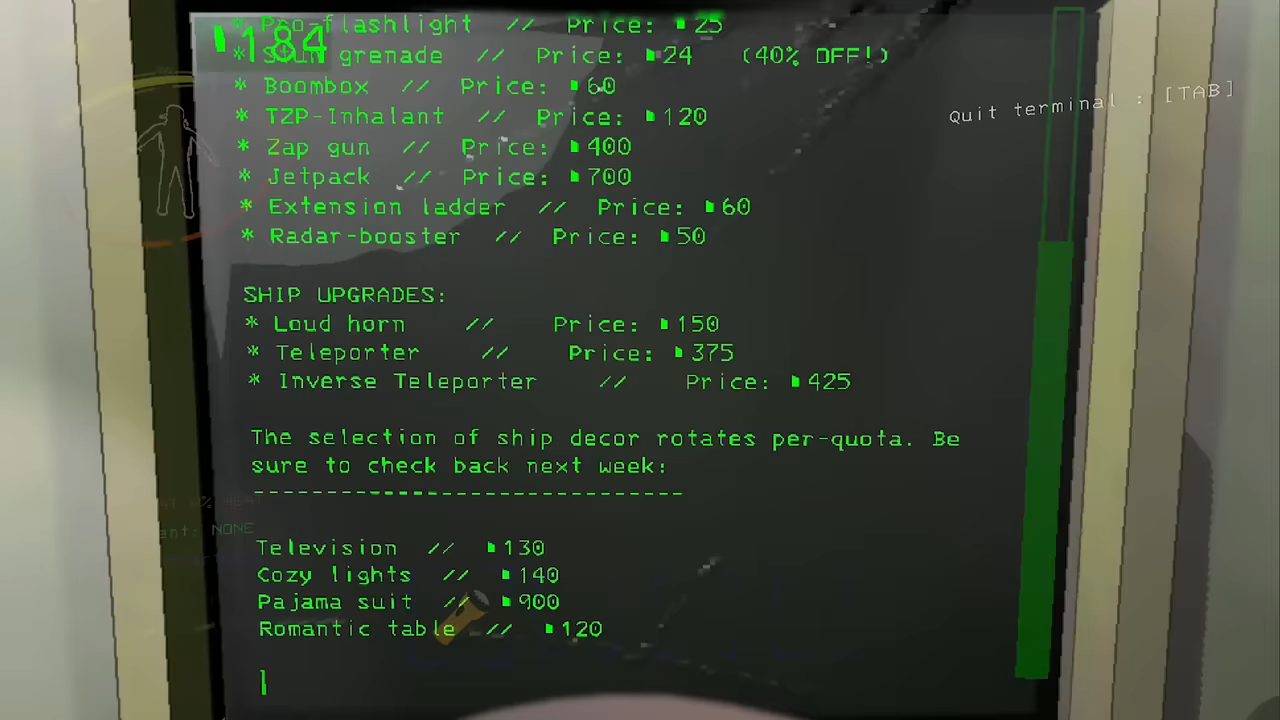 * Pro-flashlight // Price: ▮25
▮184
* Stun grenade // Price: ▮24 (40% OFF!)
* Boombox // Price: ▮60
* TZP-Inhalant // Price: ▮120
Quit terminal : [TAB]
* Zap gun // Price: ▮400
* Jetpack // Price: ▮700
* Extension ladder // Price: ▮60
* Radar-booster // Price: ▮50
SHIP UPGRADES:
* Loud horn // Price: ▮150
* Teleporter // Price: ▮375
* Inverse Teleporter // Price: ▮425
The selection of ship decor rotates per-quota. Be
sure to check back next week:
------------------------------
Television // ▮130
Cozy lights // ▮140
Pajama suit // ▮900
Romantic table // ▮120